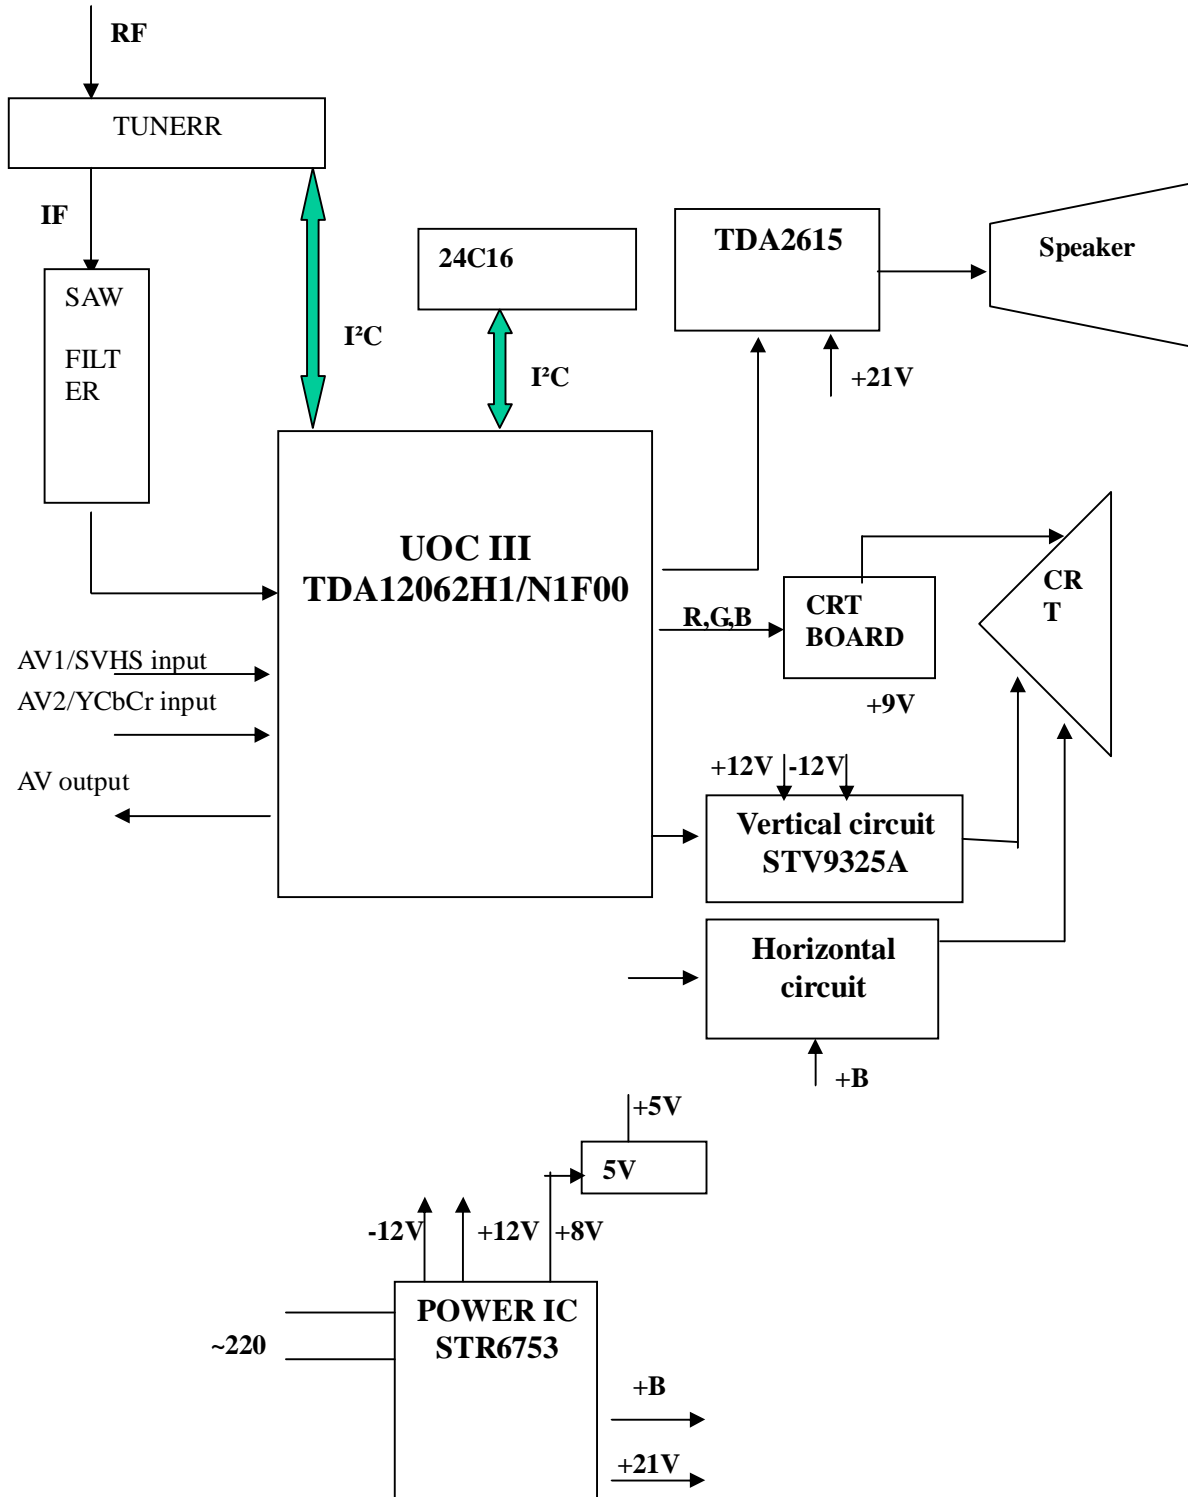 RF
TUNERR
IF
SAW
FILT
ER
I²C
24C16
I²C
TDA2615
+21V
Speaker
UOC III
TDA12062H1/N1F00
R,G,B
CRT
BOARD
+9V
CR
T
AV1/SVHS input
AV2/YCbCr input
AV output
+12V
-12V
Vertical circuit
STV9325A
Horizontal
circuit
+B
+5V
5V
-12V
+12V
+8V
POWER IC
STR6753
~220
+B
+21V